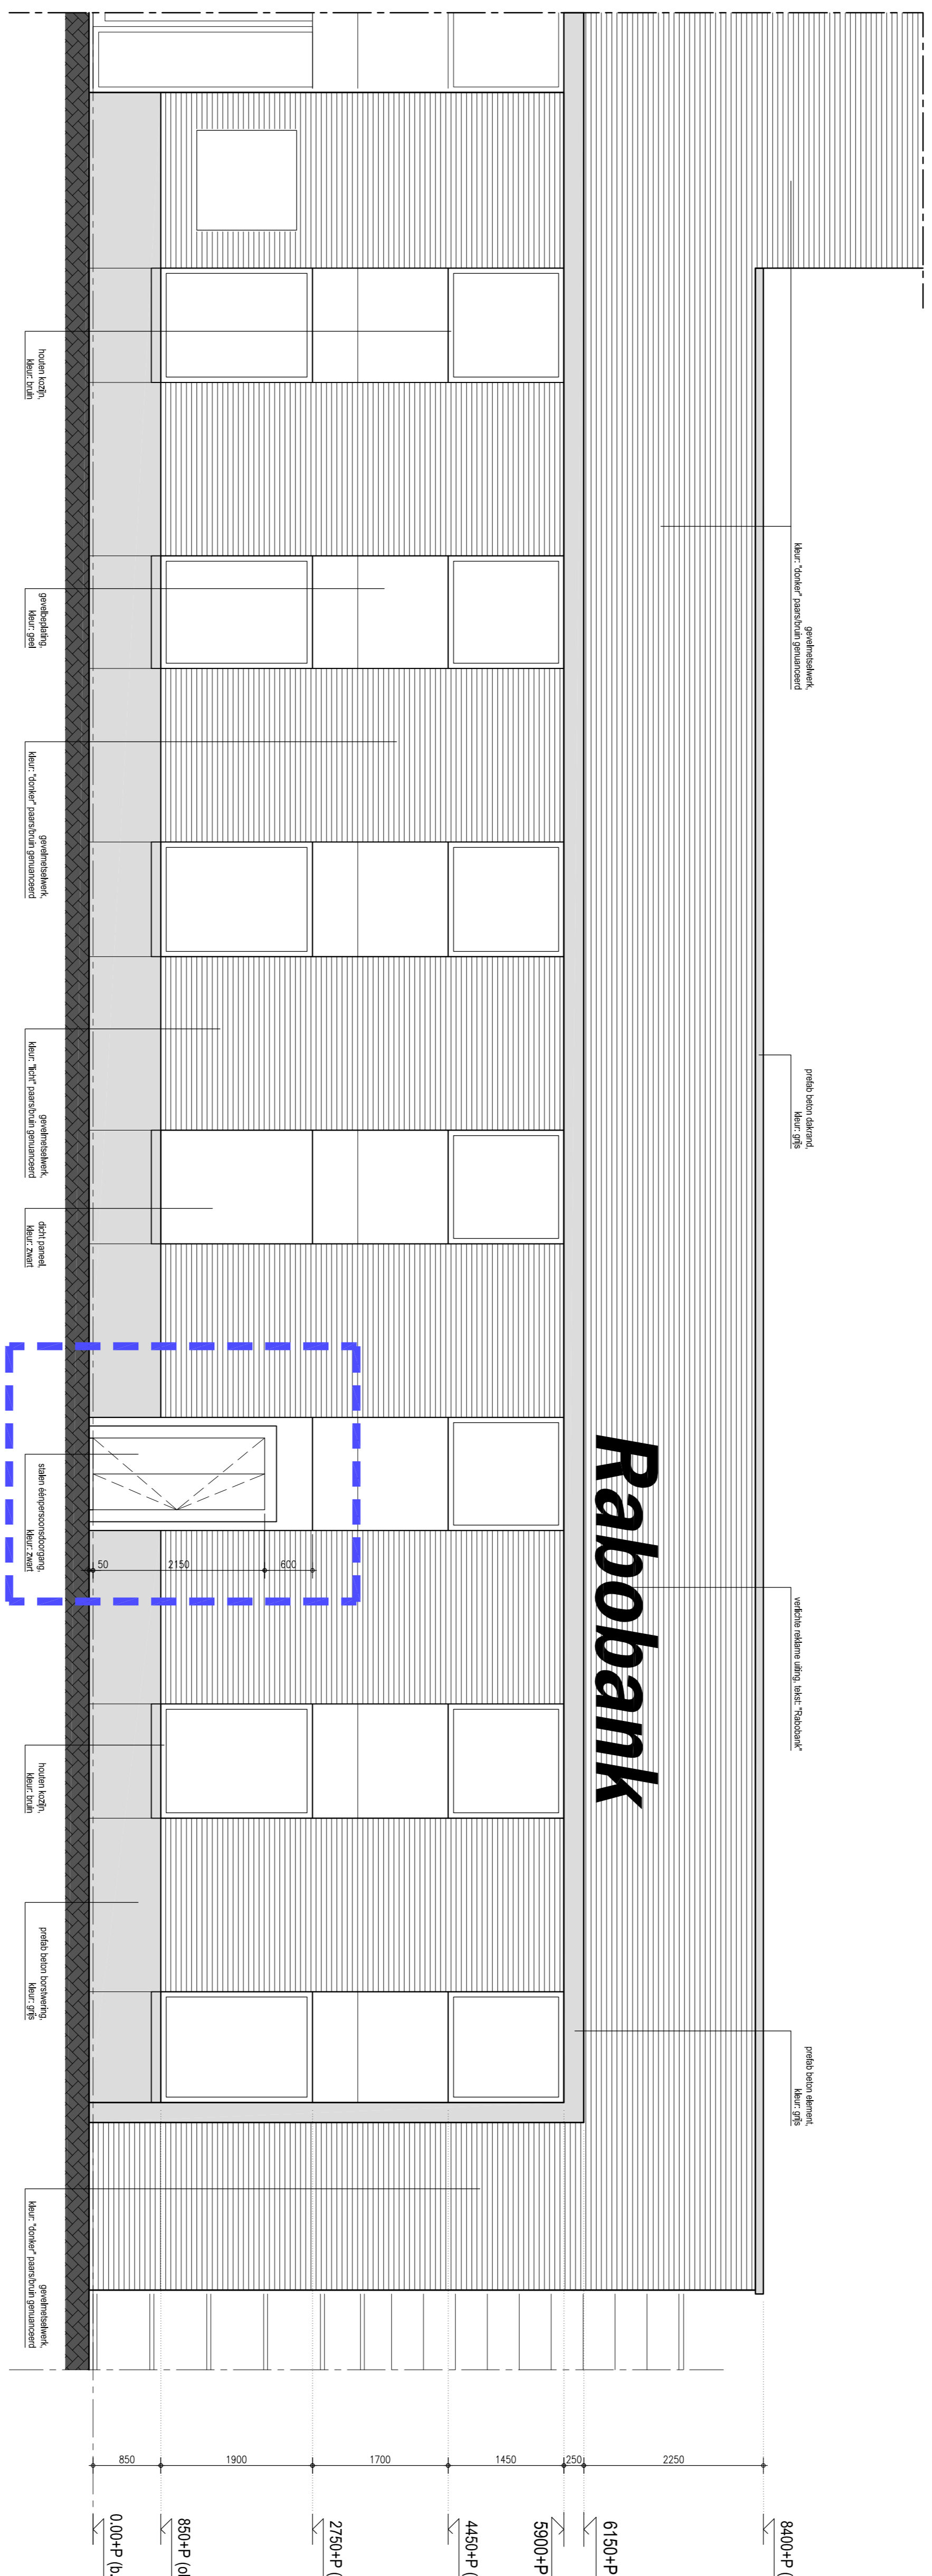 gevelmetselwerk,
kleur: "donker" paars/bruin genuanceerd
prefab beton dakrand,
kleur: grijs
verlichte reklame uiting, tekst: "Rabobank"
prefab beton element,
kleur: grijs
Rabobank
50
2150
600
houten kozijn,
kleur: bruin
gevelbeplating,
kleur: geel
gevelmetselwerk,
kleur: "donker" paars/bruin genuanceerd
gevelmetselwerk,
kleur: "licht" paars/bruin genuanceerd
dicht paneel,
kleur: zwart
stalen éénpersoonsdoorgang,
kleur: zwart
houten kozijn,
kleur: bruin
prefab beton borstwering,
kleur: grijs
gevelmetselwerk,
kleur: "donker" paars/bruin genuanceerd
2250
250
1450
1700
1900
850
8400+P (
6150+P
5900+P
4450+P (
2750+P (
850+P (o
0.00+P (b.